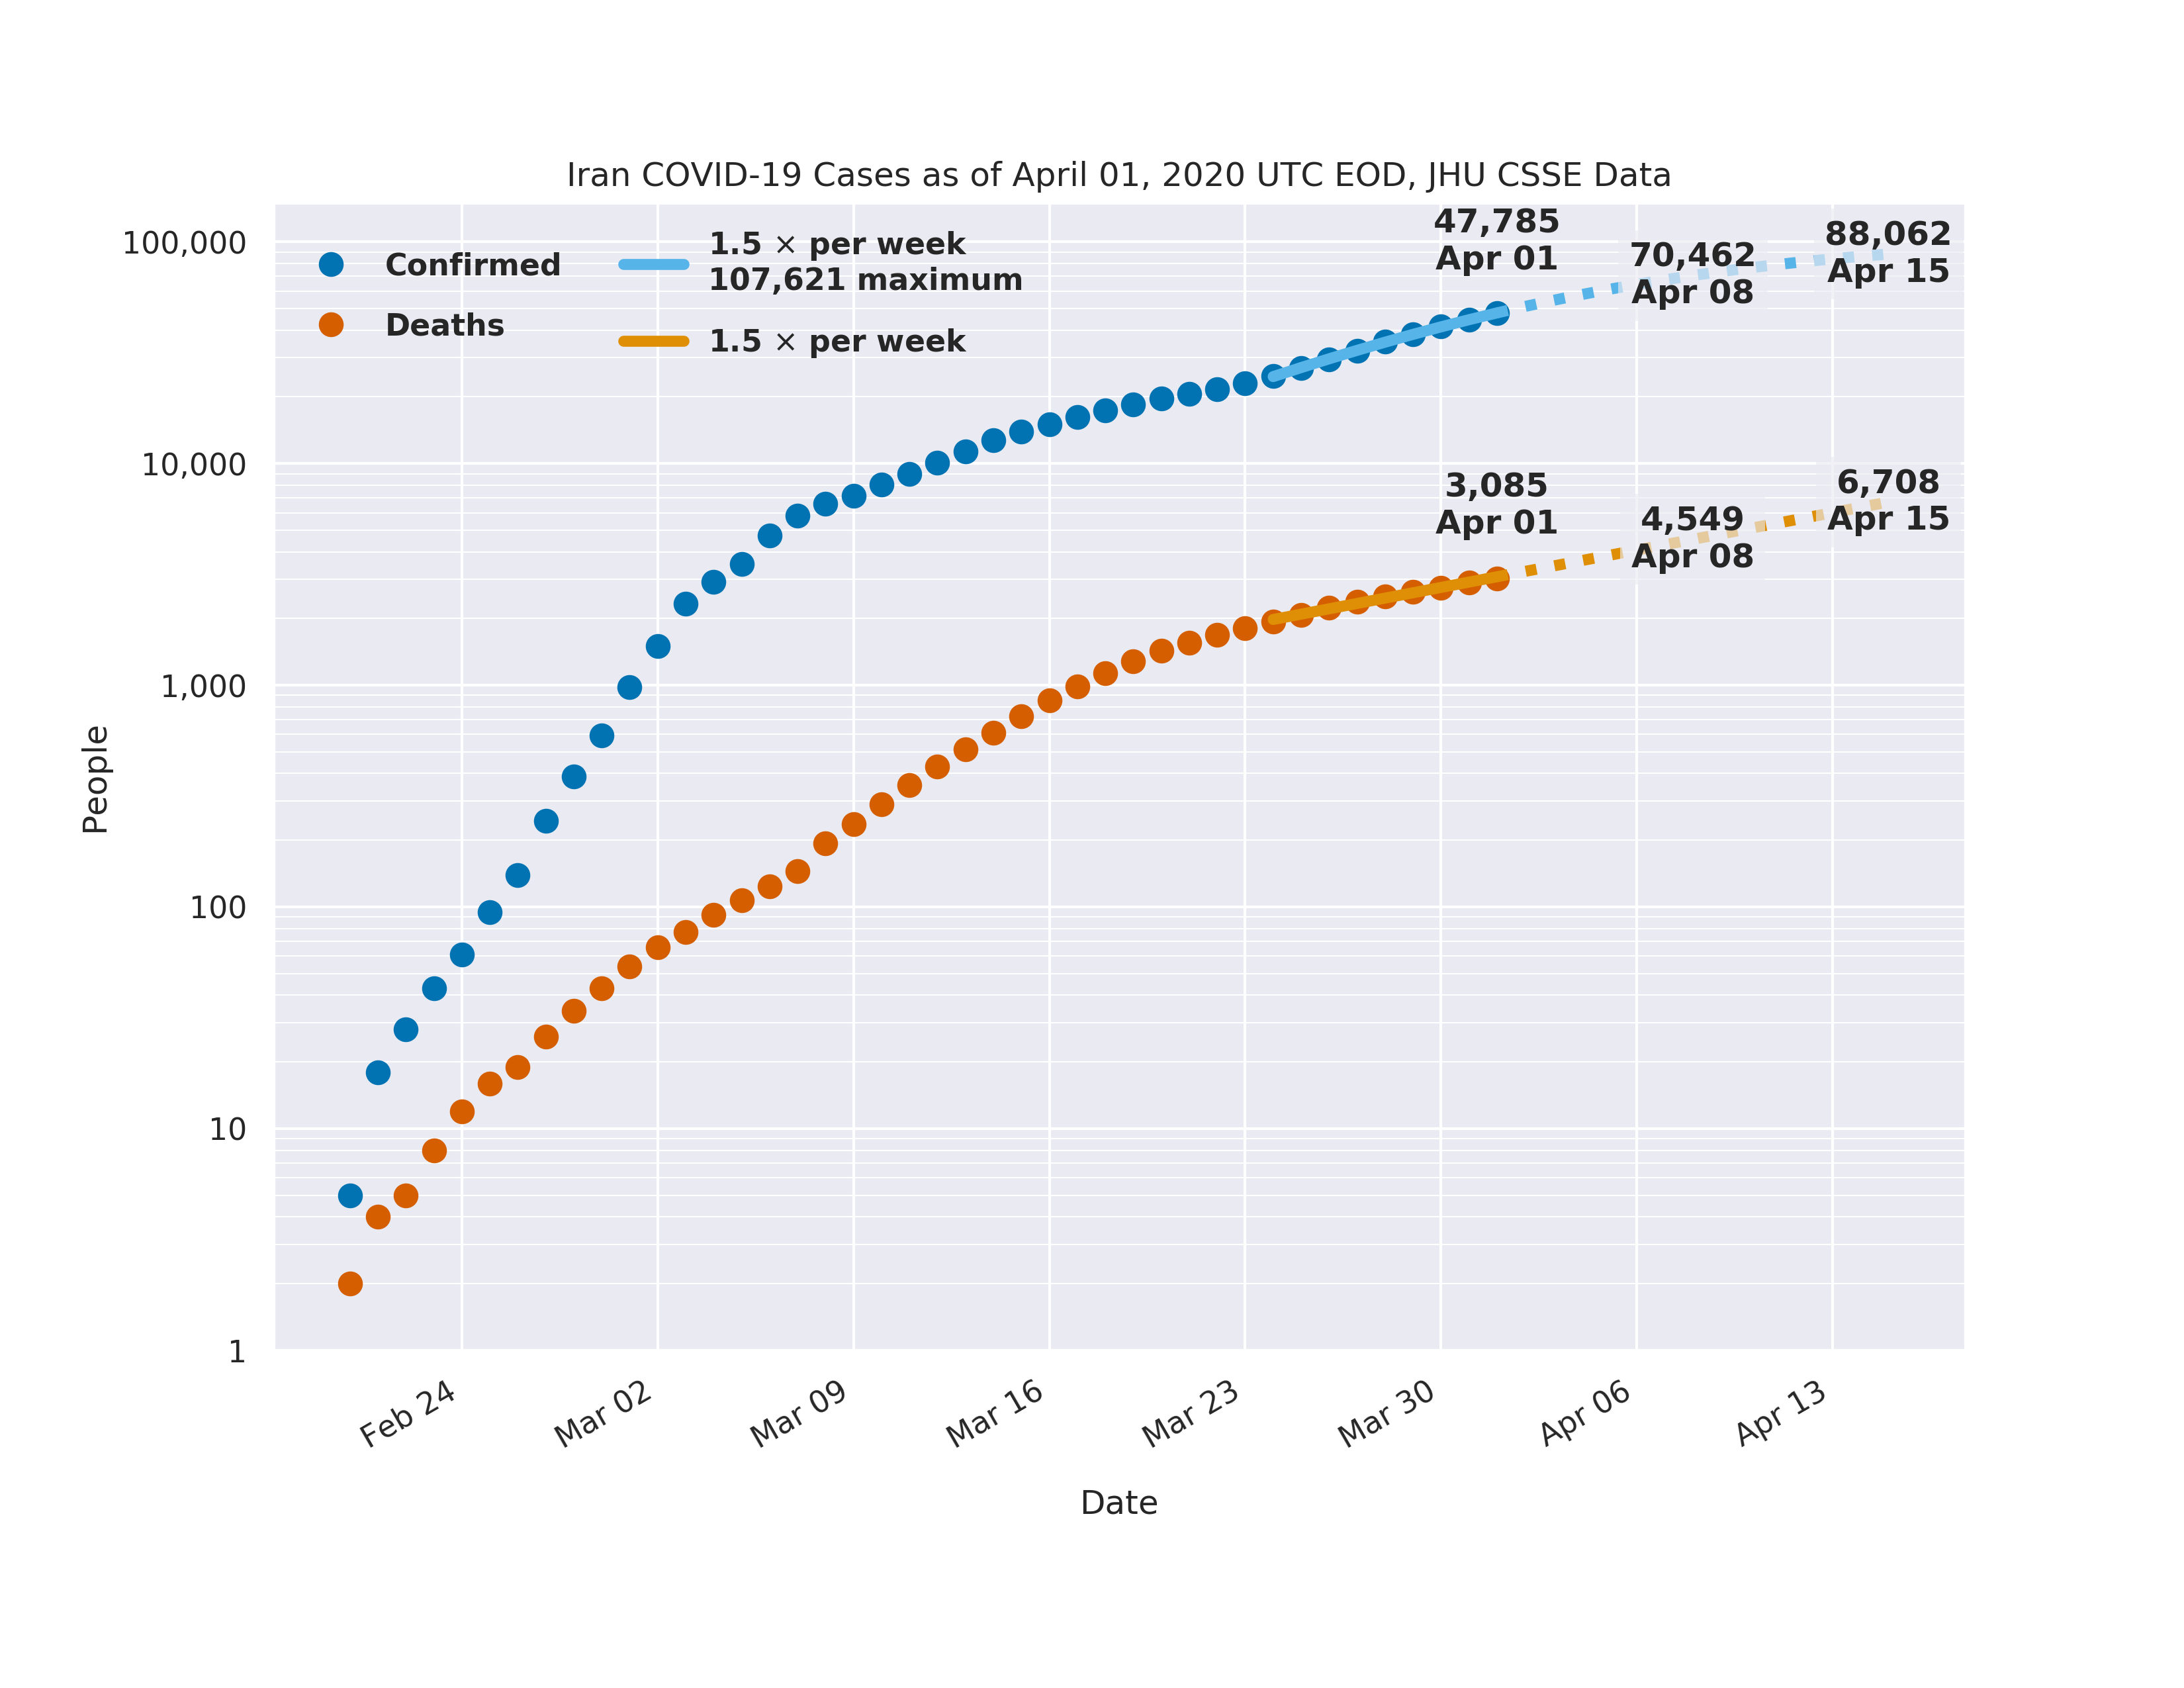 Iran COVID-19 Cases as of April 01, 2020 UTC EOD, JHU CSSE Data
Confirmed
Deaths
1.5 × per week
107,621 maximum
1.5 × per week
47,785
Apr 01
70,462
Apr 08
88,062
Apr 15
3,085
Apr 01
4,549
Apr 08
6,708
Apr 15
People
100,000
10,000
1,000
100
10
1
Feb 24
Mar 02
Mar 09
Mar 16
Mar 23
Mar 30
Apr 06
Apr 13
Date